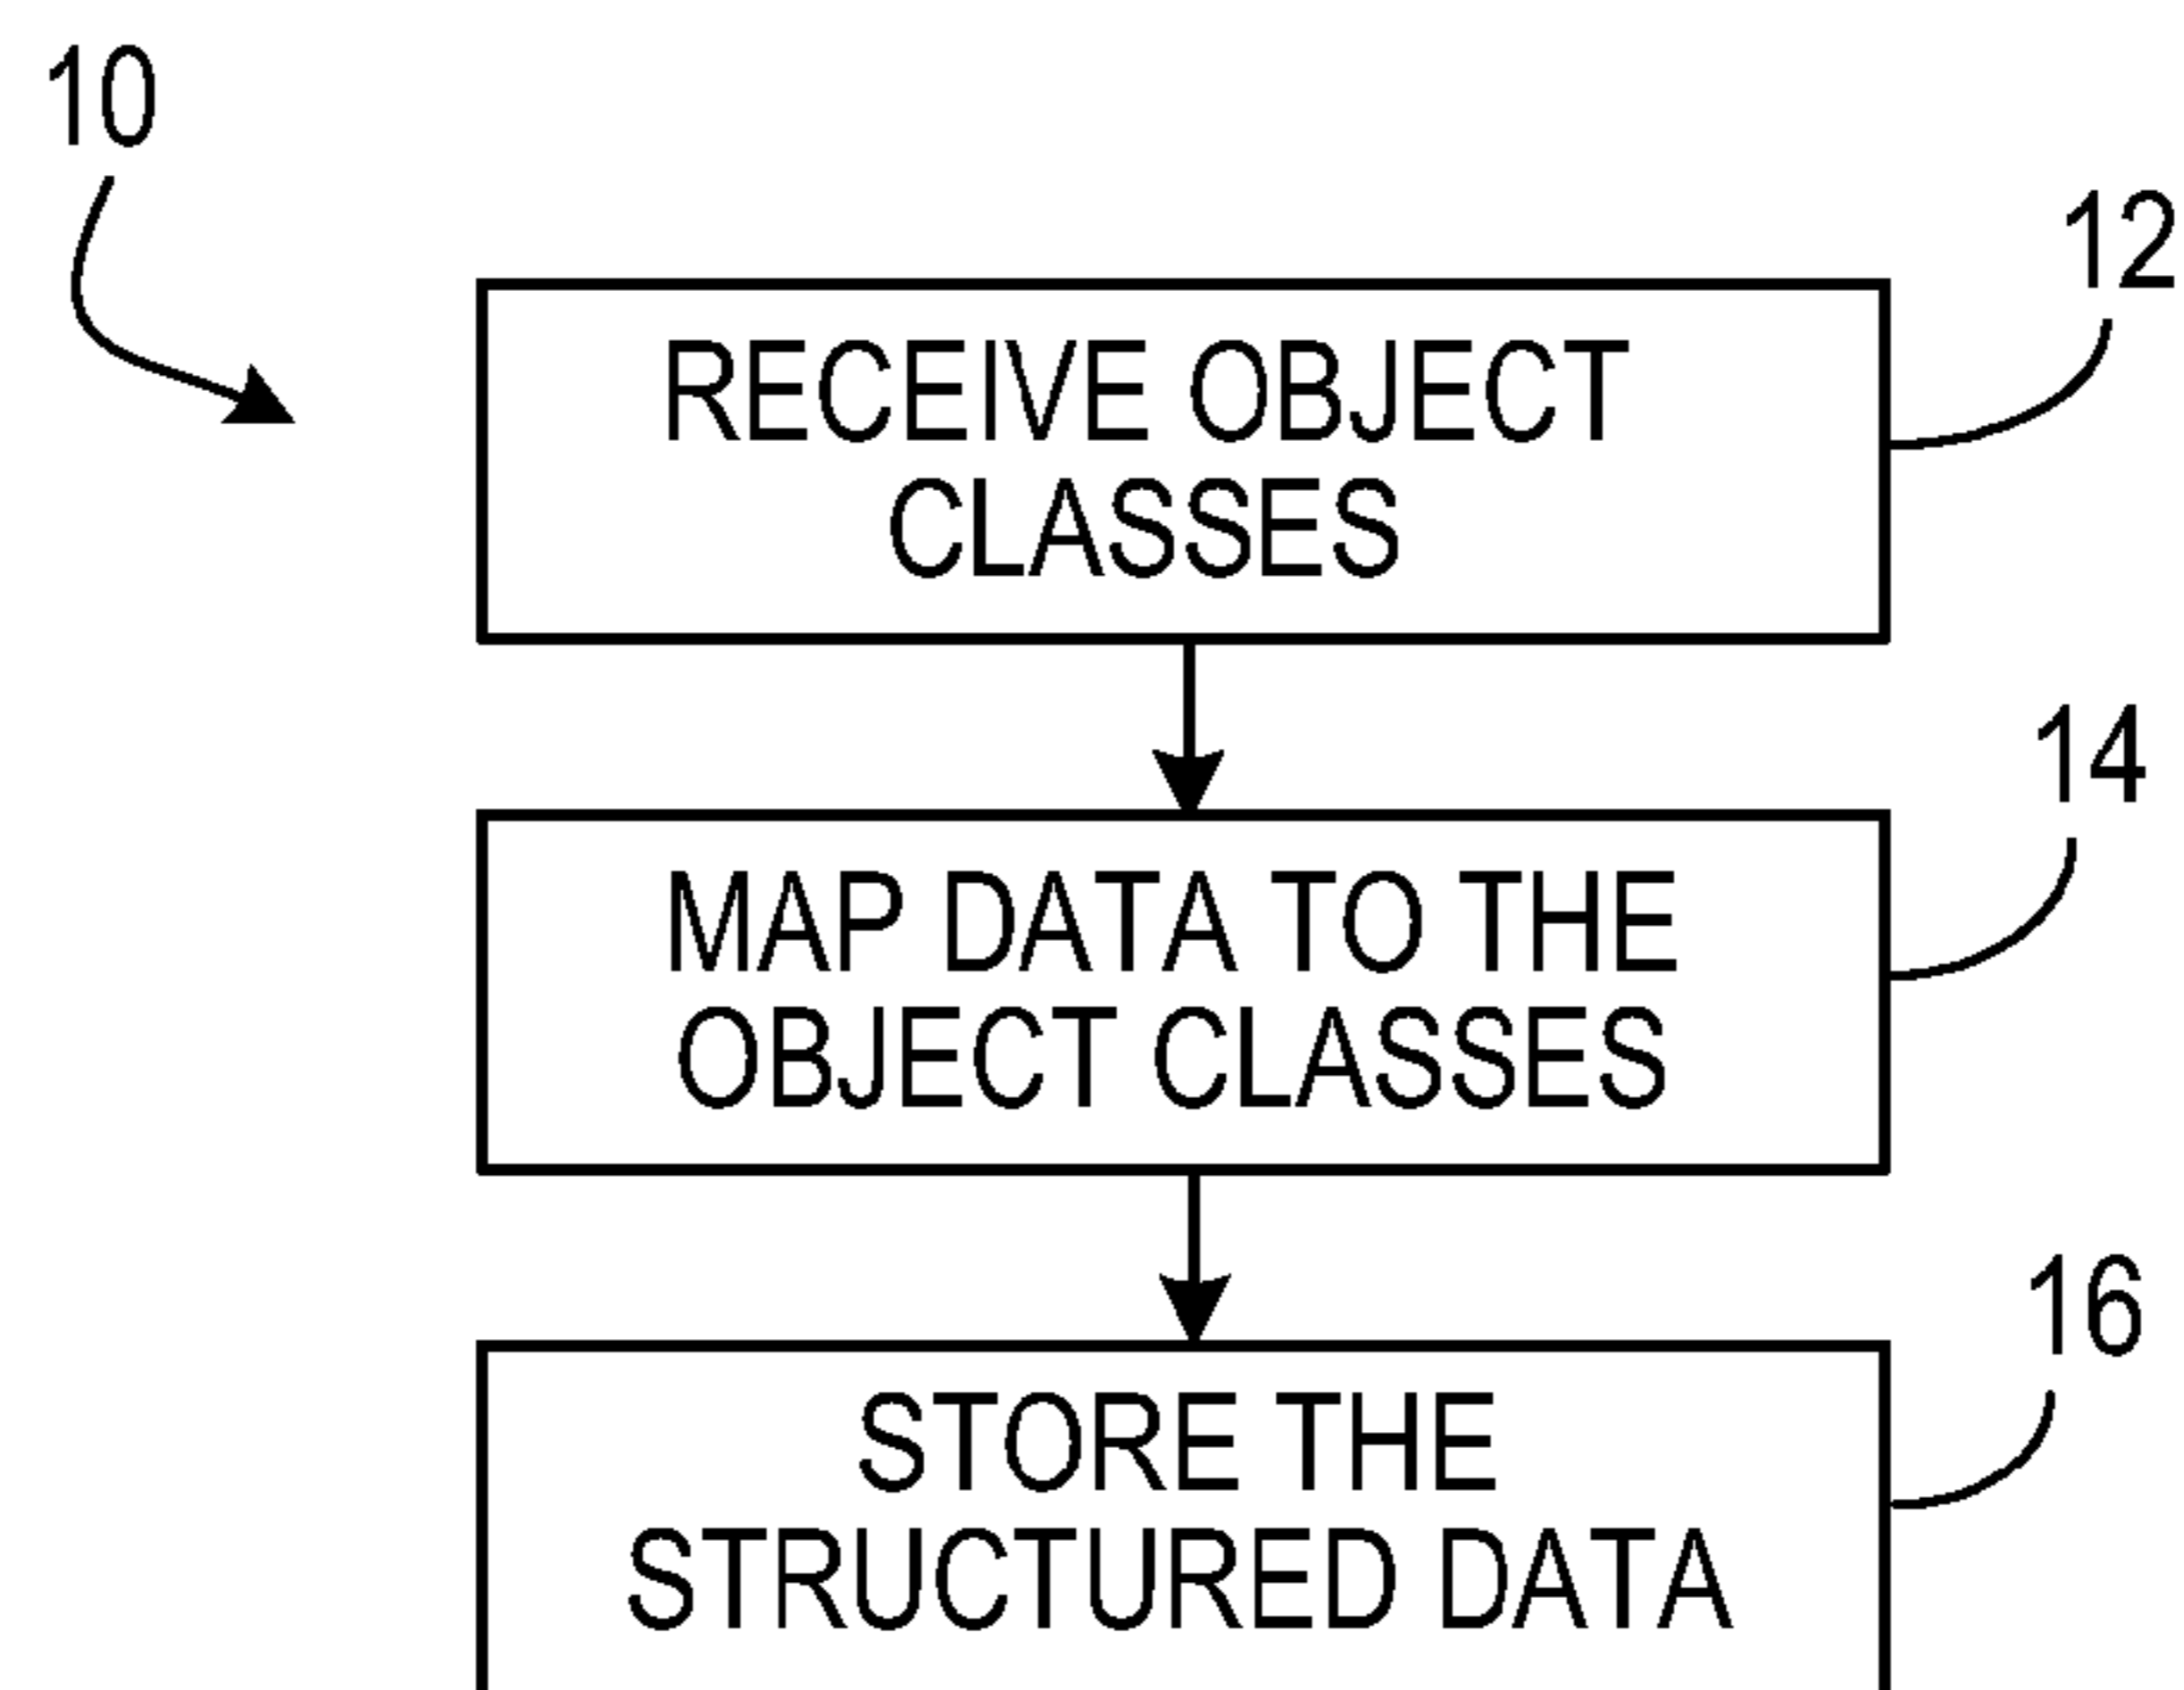 10
12
RECEIVE OBJECT
CLASSES
14
MAP DATA TO THE
OBJECT CLASSES
16
STORE THE
STRUCTURED DATA